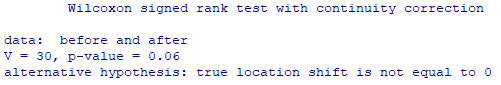 Wilcoxon signed rank test with continuity correction
data:  before and after
V = 30, p-value = 0.06
alternative hypothesis: true location shift is not equal to 0